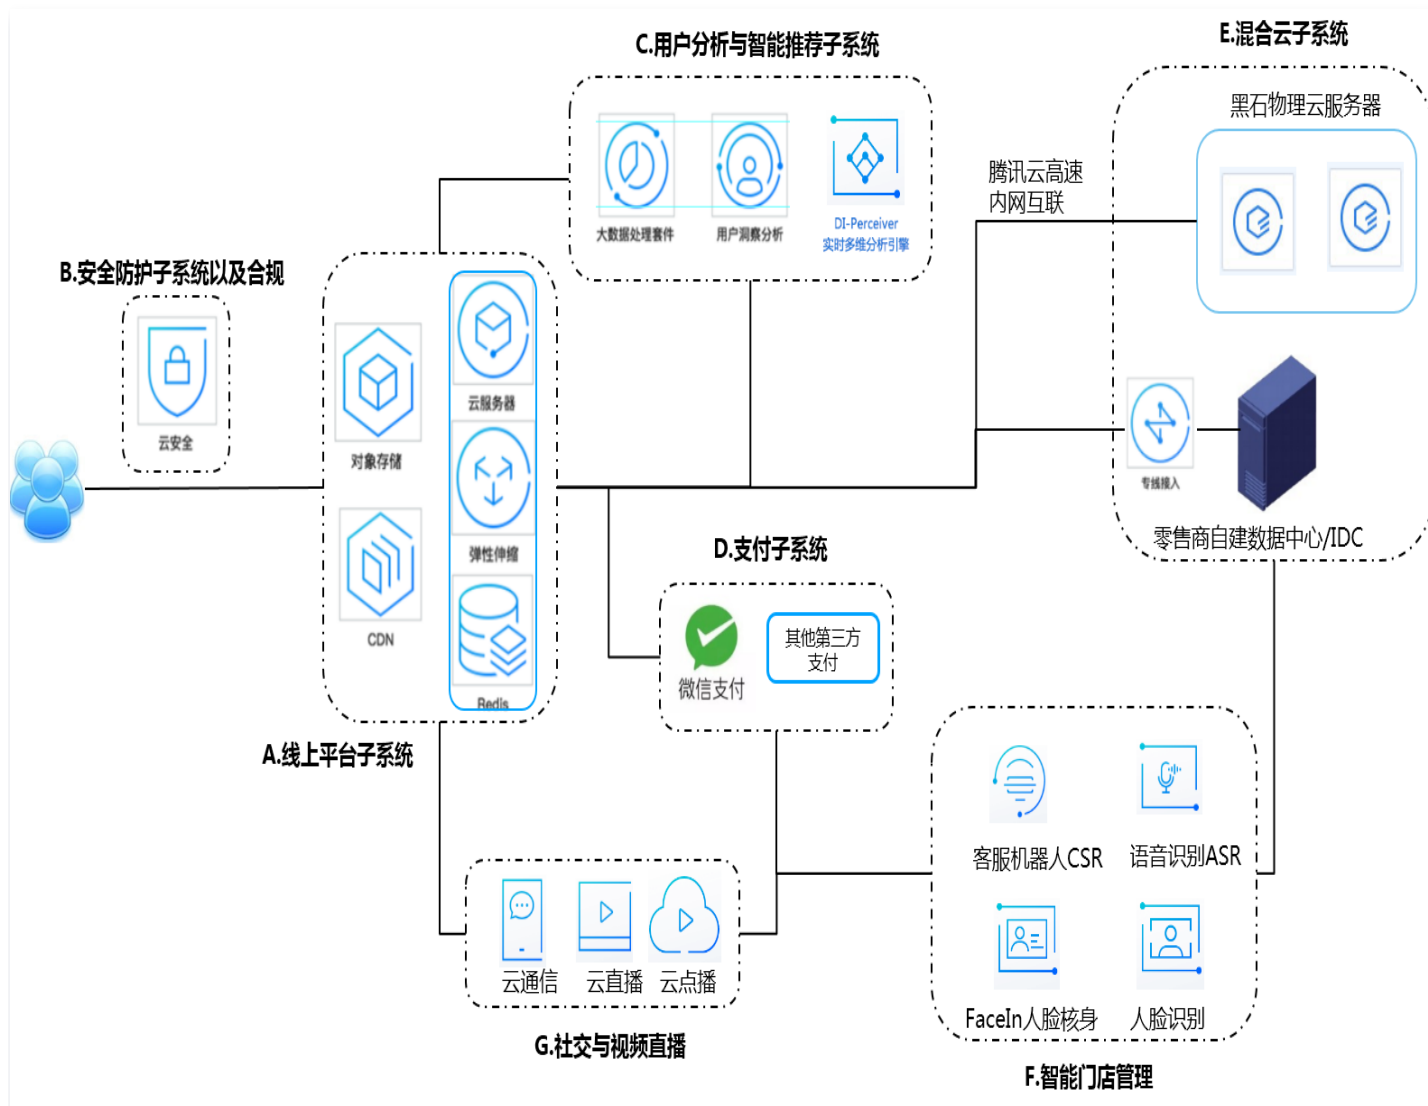 C.用户分析与智能推荐子系统
大数据处理套件
用户洞察分析
DI-Perceiver
实时多维分析引擎
E.混合云子系统
黑石物理云服务器
腾讯云高速
内网互联
专线接入
零售商自建数据中心/IDC
B.安全防护子系统以及合规
云安全
对象存储
CDN
云服务器
弹性伸缩
Redis
A.线上平台子系统
D.支付子系统
微信支付
其他第三方
支付
客服机器人CSR
语音识别ASR
FaceIn人脸核身
人脸识别
F.智能门店管理
云通信
云直播
云点播
G.社交与视频直播